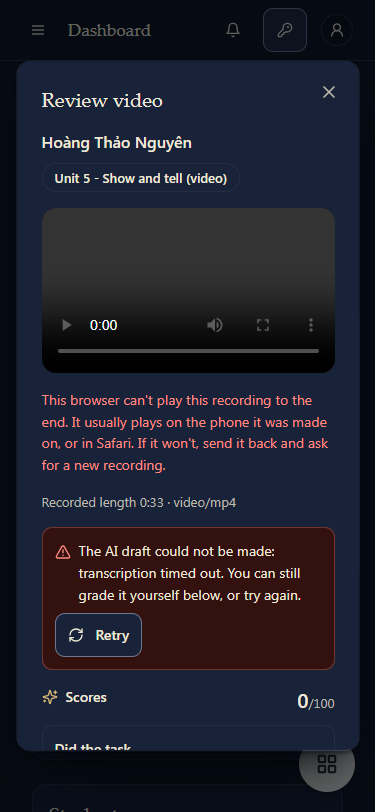 Dashboard
Review video
Hoàng Thảo Nguyên
Unit 5 - Show and tell (video)
0:00
This browser can't play this recording to the
end. It usually plays on the phone it was made
on, or in Safari. If it won't, send it back and ask
for a new recording.
Recorded length 0:33 · video/mp4
The AI draft could not be made:
transcription timed out. You can still
grade it yourself below, or try again.
Retry
Scores
0/100
Did the task